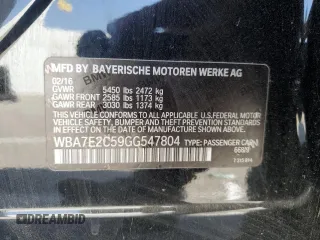 MFD BY BAYERISCHE MOTOREN WERKE AG
02/16
GVWR 5450 lbs 2472 kg
GAWR FRONT 2585 lbs 1173 kg
GAWR REAR 3030 lbs 1374 kg
THIS VEHICLE CONFORMS TO ALL APPLICABLE U.S. FEDERAL MOTOR
VEHICLE SAFETY, BUMPER AND THEFT PREVENTION STANDARDS IN EFFECT
ON THE DATE OF MANUFACTURE SHOWN ABOVE.
WBA7E2C59GG547804 TYPE: PASSENGER CAR
AMERIBID